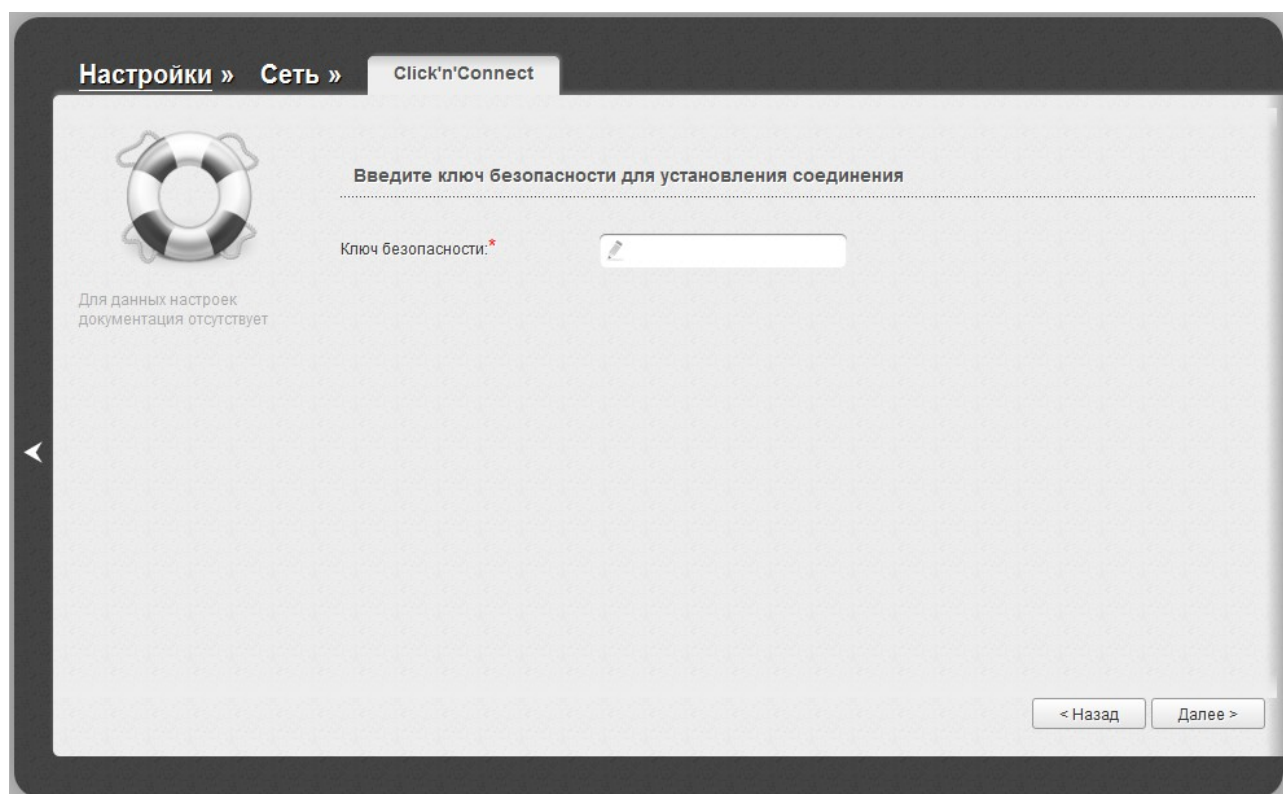 Настройки » Сеть » Click'n'Connect
Введите ключ безопасности для установления соединения
Ключ безопасности:*
Для данных настроек
документация отсутствует
< Назад Далее >